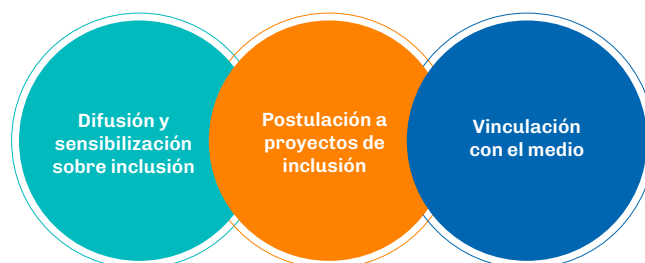 Difusión y
sensibilización
sobre inclusión
Postulación a
proyectos de
inclusión
Vinculación
con el medio